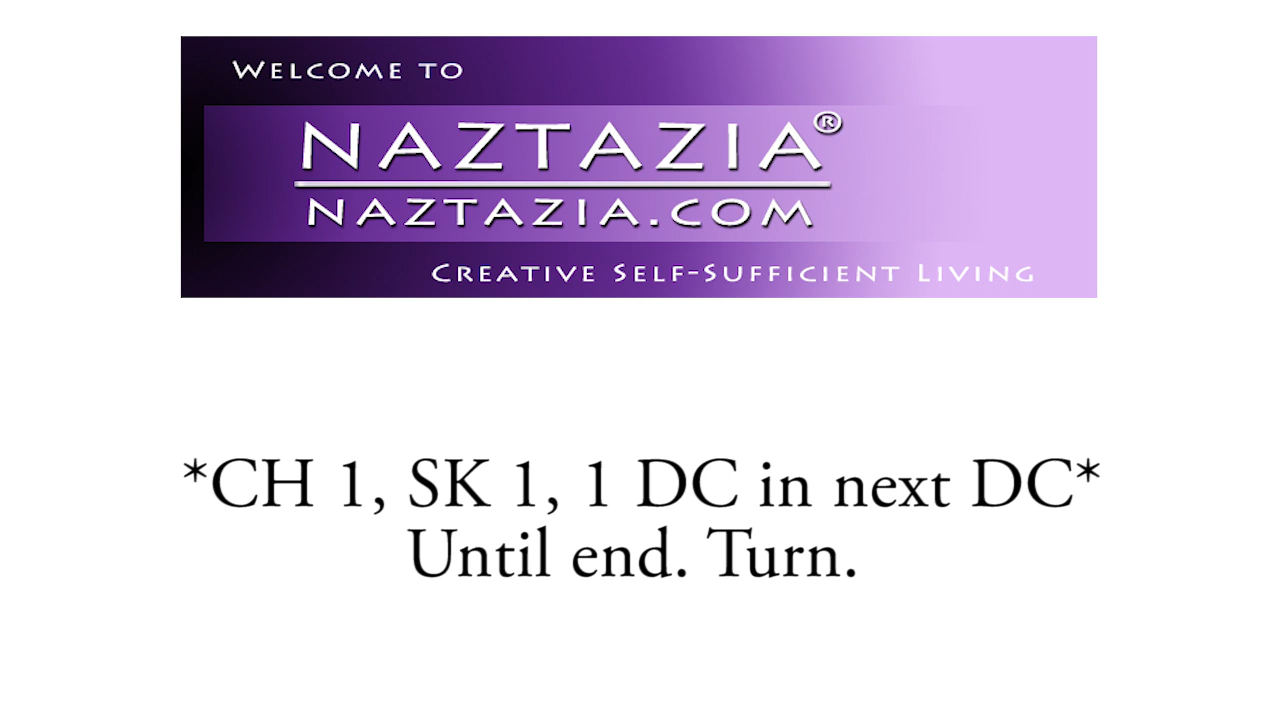 WELCOME TO
NAZTAZIA®
NAZTAZIA.COM
CREATIVE SELF-SUFFICIENT LIVING
*CH 1, SK 1, 1 DC in next DC*
Until end. Turn.